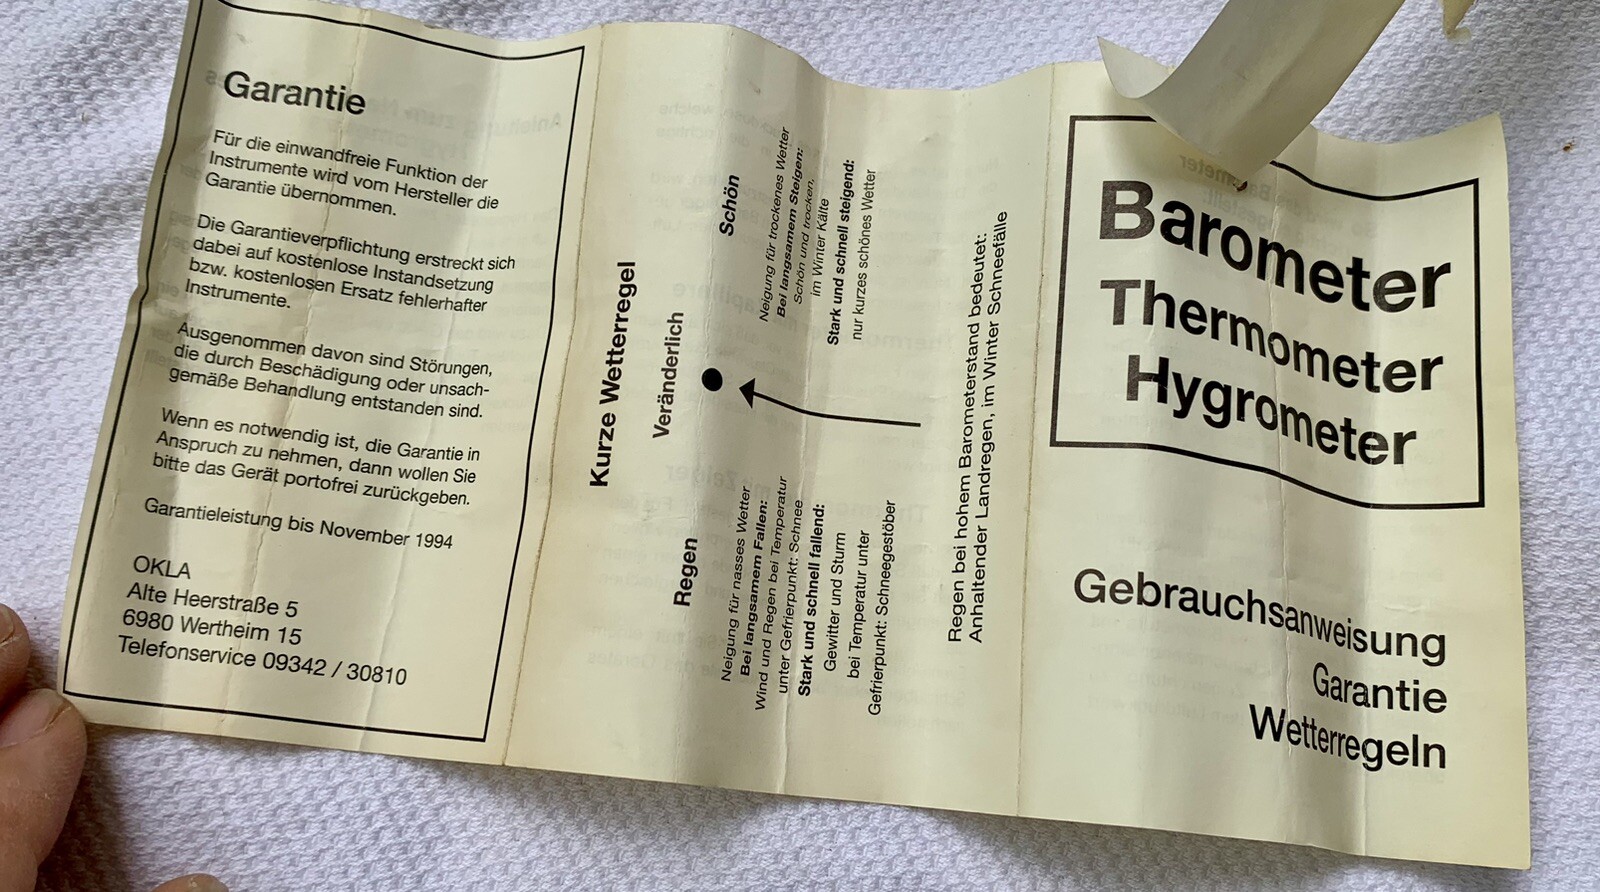 Garantie
Für die einwandfreie Funktion der
Instrumente wird vom Hersteller die
Garantie übernommen.
Die Garantieverpflichtung erstreckt sich
dabei auf kostenlose Instandsetzung
bzw. kostenlosen Ersatz fehlerhafter
Instrumente.
Ausgenommen davon sind Störungen,
die durch Beschädigung oder unsach-
gemäße Behandlung entstanden sind.
Wenn es notwendig ist, die Garantie in
Anspruch zu nehmen, dann wollen Sie
bitte das Gerät portofrei zurückgeben.
Garantieleistung bis November 1994
OKLA
Alte Heerstraße 5
6980 Wertheim 15
Telefonservice 09342 / 30810
Kurze Wetterregel
Veränderlich
Regen
Neigung für nasses Wetter
Bei langsamem Fallen:
Wind und Regen bei Temperatur
unter Gefrierpunkt: Schnee
Stark und schnell fallend:
Gewitter und Sturm
bei Temperatur unter
Gefrierpunkt: Schneegestöber
Schön
Neigung für trockenes Wetter
Bei langsamem Steigen:
Schön und trocken,
im Winter Kälte
Stark und schnell steigend:
nur kurzes schönes Wetter
Regen bei hohem Barometerstand bedeutet:
Anhaltender Landregen, im Winter Schneefälle
Barometer
Thermometer
Hygrometer
Gebrauchsanweisung
Garantie
Wetterregeln